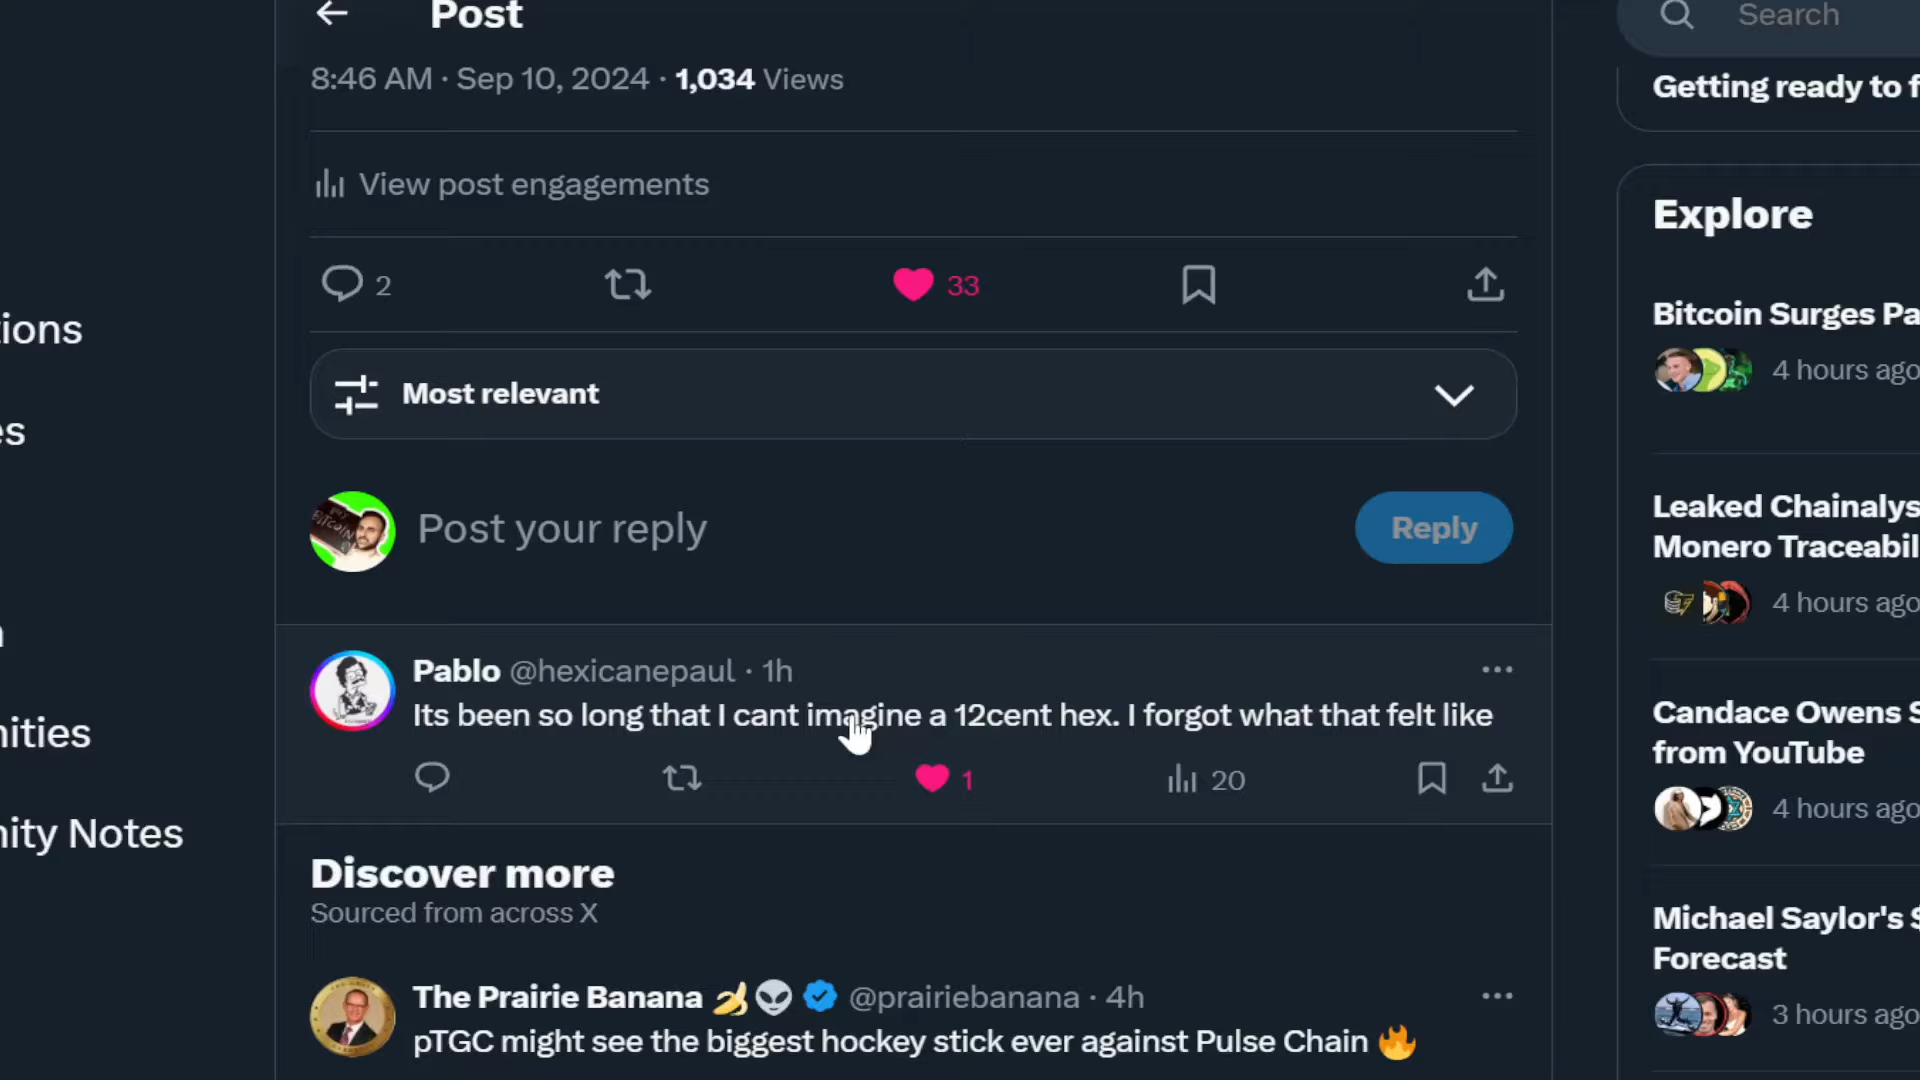 Post
Search
8:46 AM · Sep 10, 2024 · 1,034 Views
Getting ready to f
View post engagements
Explore
2
33
Bitcoin Surges Pa
4 hours ago
tions
Most relevant
es
Leaked Chainalys
Monero Traceabil
4 hours ago
BITCOIN
Post your reply
Reply
Pablo @hexicanepaul · 1h
Its been so long that I cant imagine a 12cent hex. I forgot what that felt like
1
20
Candace Owens S
from YouTube
4 hours ago
nities
nity Notes
Discover more
Sourced from across X
Michael Saylor's $
Forecast
3 hours ago
The Prairie Banana 🍌👽 @prairiebanana · 4h
pTGC might see the biggest hockey stick ever against Pulse Chain 🔥